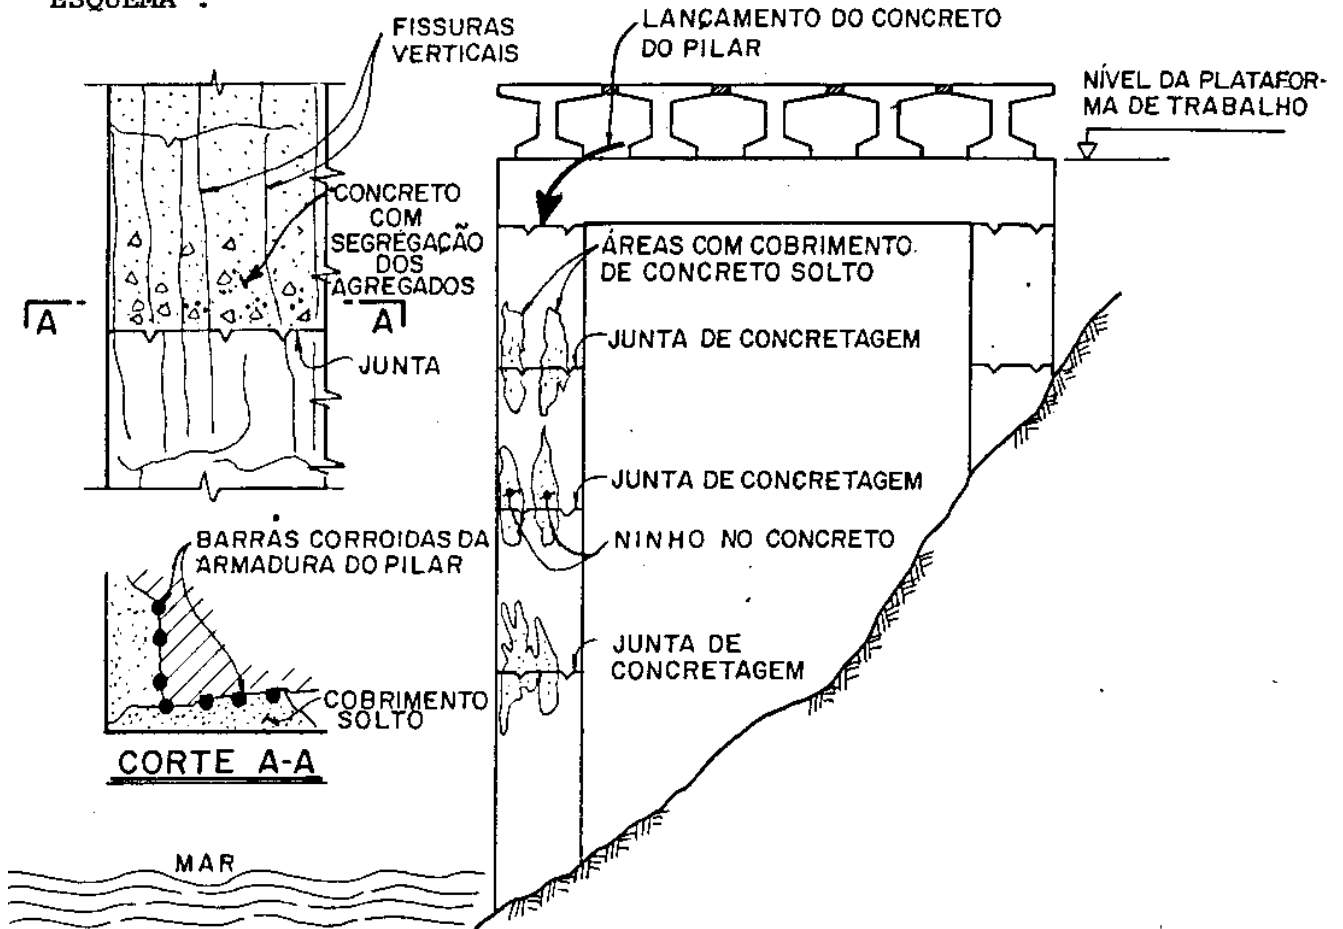 ESQUEMA :
FISSURAS
VERTICAIS
LANÇAMENTO DO CONCRETO
DO PILAR
NÍVEL DA PLATAFOR-
MA DE TRABALHO
CONCRETO
COM
SEGREGAÇÃO
DOS
AGREGADOS
ÁREAS COM COBRIMENTO
DE CONCRETO SOLTO
A
A
JUNTA DE CONCRETAGEM
JUNTA
JUNTA DE CONCRETAGEM
BARRAS CORROIDAS DA
ARMADURA DO PILAR
NINHO NO CONCRETO
JUNTA DE
CONCRETAGEM
COBRIMENTO
SOLTO
CORTE A-A
MAR